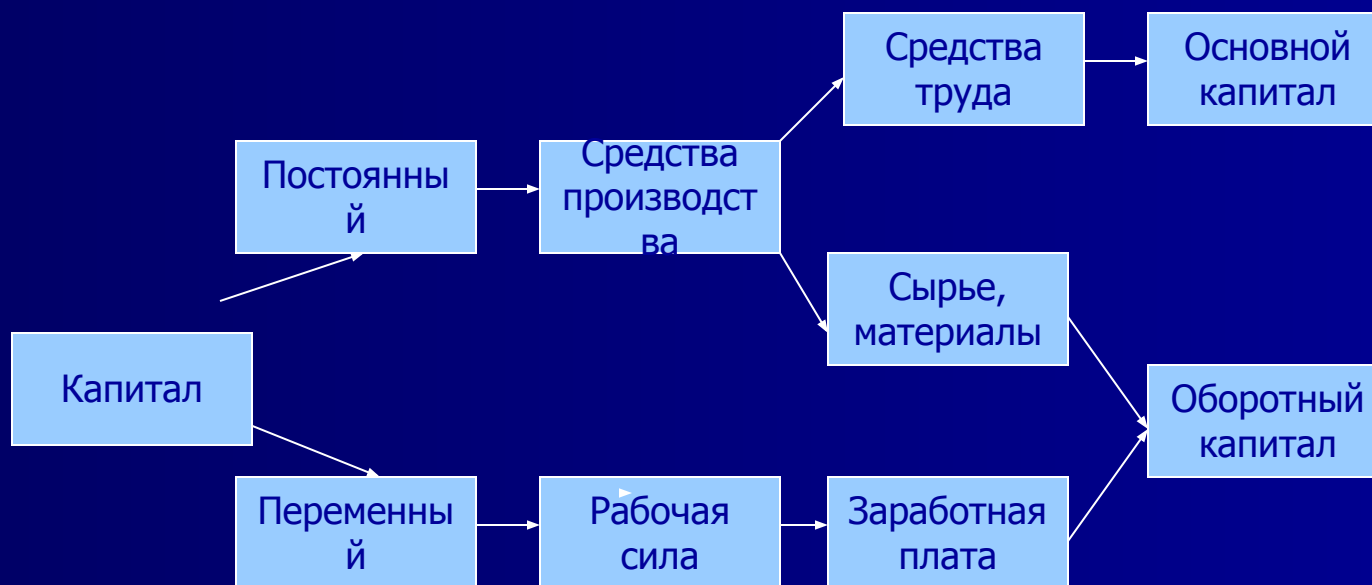 Средства
труда
Основной
капитал
Постоянны
й
Средства
производст
ва
Сырье,
материалы
Капитал
Оборотный
капитал
Переменны
й
Рабочая
сила
Заработная
плата